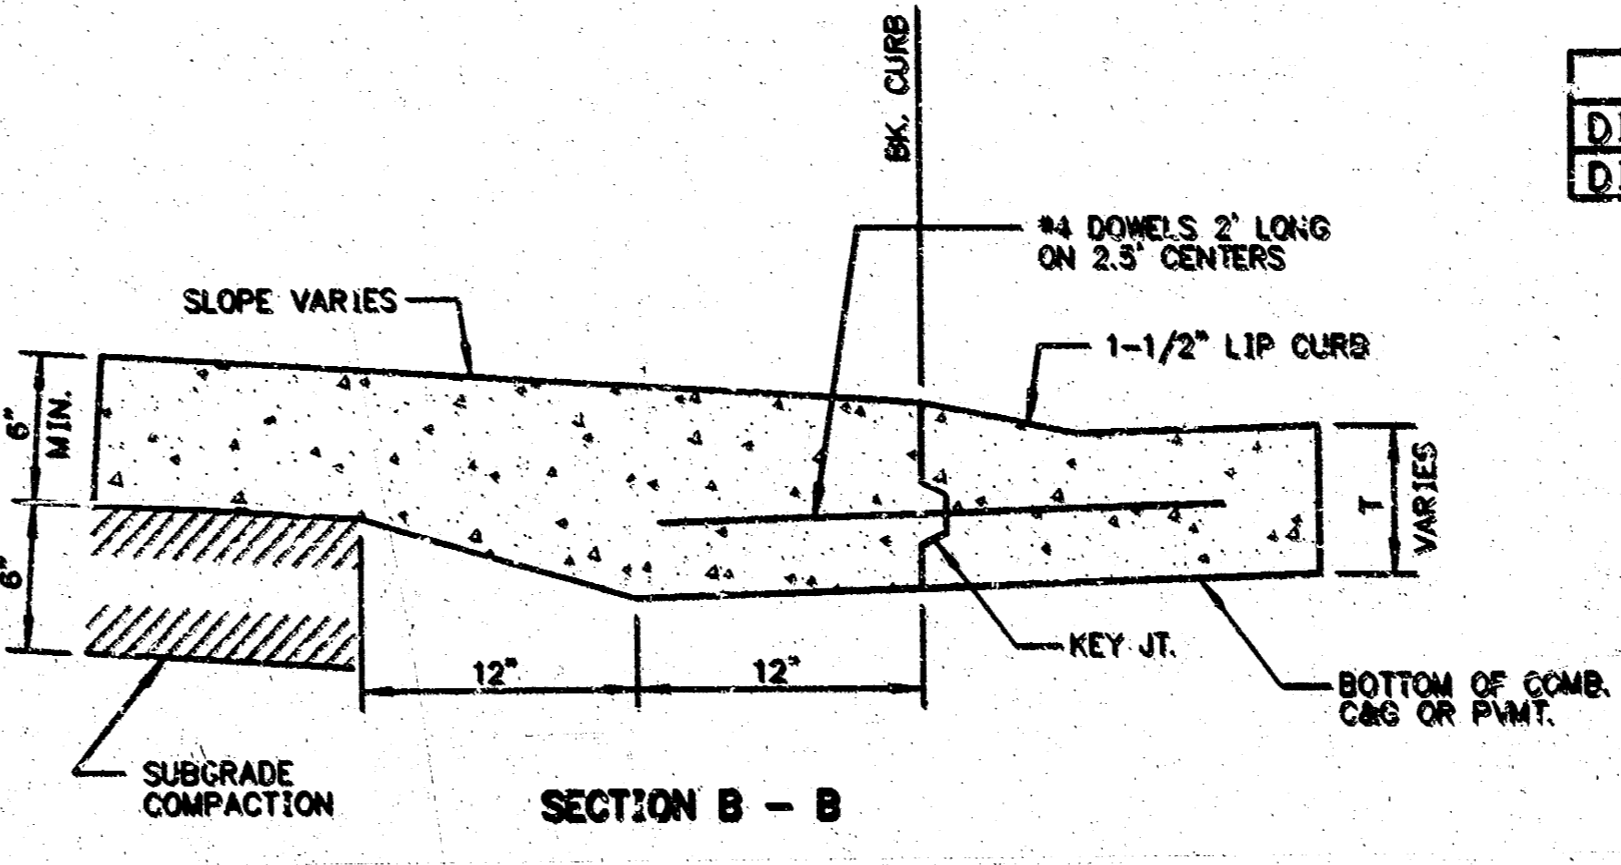 BK. CURB
#4 DOWELS 2' LONG
ON 2.5' CENTERS
SLOPE VARIES
1-1/2" LIP CURB
6"
MIN.
6"
T
VARIES
12"
12"
KEY JT.
BOTTOM OF COMB.
C&G OR PVMT.
SUBGRADE
COMPACTION
SECTION B - B